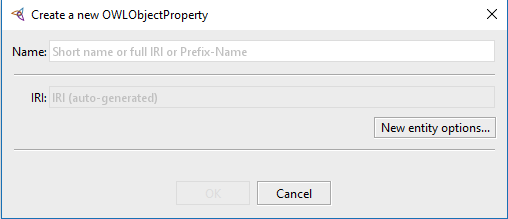 Create a new OWLObjectProperty
Name: Short name or full IRI or Prefix-Name
IRI: IRI (auto-generated)
New entity options...
OK Cancel